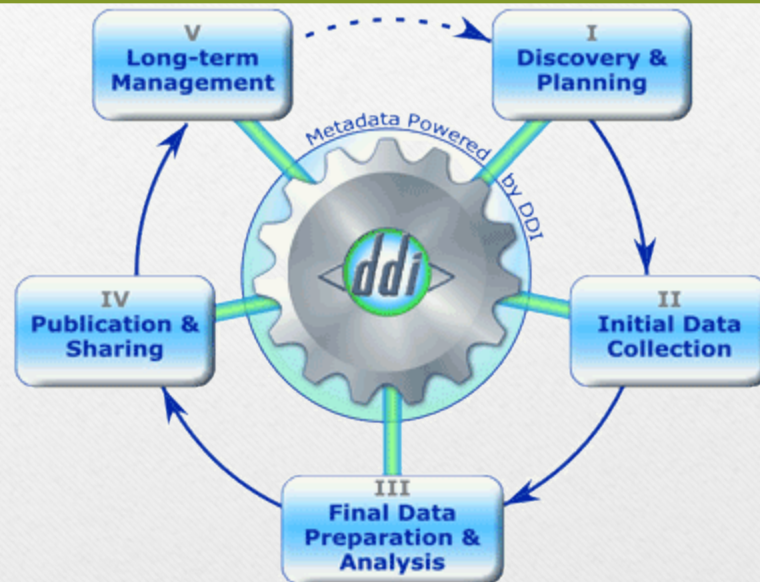 V
Long-term
Management
I
Discovery &
Planning
Metadata Powered by DDI
ddi
IV
Publication &
Sharing
II
Initial Data
Collection
III
Final Data
Preparation &
Analysis